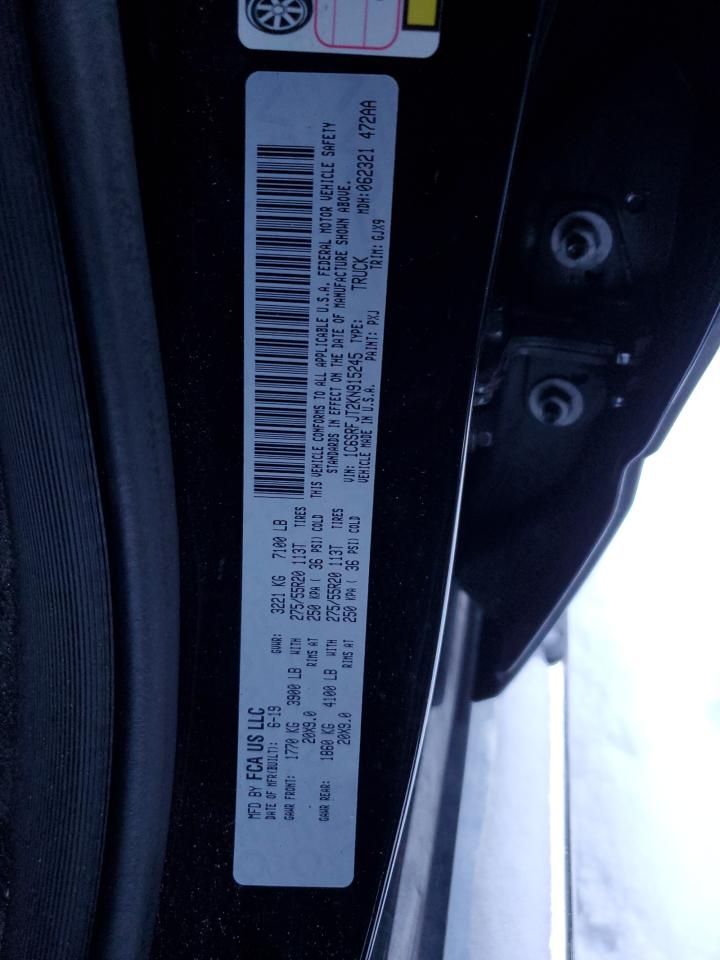 MFD BY FCA US LLC
DATE OF MFR(BUILT): 6-19 GVWR: 3221 KG 7100 LB
GAWR FRONT: 1770 KG 3900 LB WITH 275/55R20 113T TIRES
20X9.0 RIMS AT 250 KPA ( 36 PSI) COLD
GAWR REAR: 1860 KG 4100 LB WITH 275/55R20 113T TIRES
20X9.0 RIMS AT 250 KPA ( 36 PSI) COLD
THIS VEHICLE CONFORMS TO ALL APPLICABLE U.S.A. FEDERAL MOTOR VEHICLE SAFETY
STANDARDS IN EFFECT ON THE DATE OF MANUFACTURE SHOWN ABOVE.
VIN: 1C6SRFJT2KN915245 TYPE: TRUCK MDH: 062321 472AA
VEHICLE MADE IN U.S.A. PAINT: PXJ TRIM: GJX9